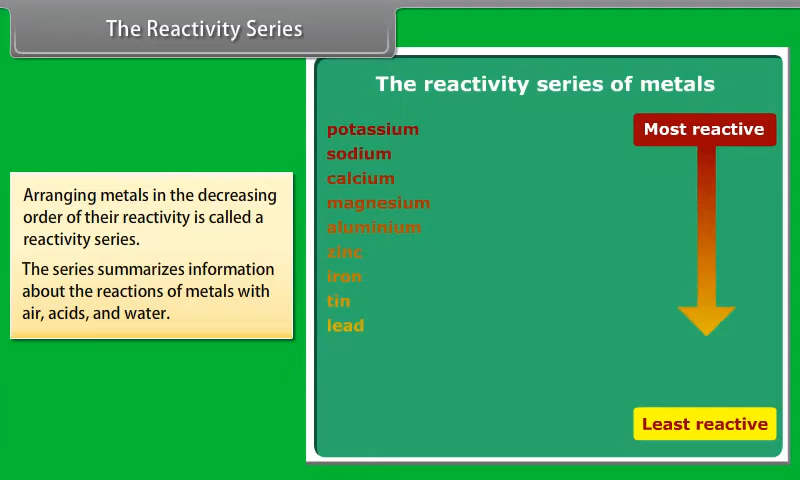 The Reactivity Series
Arranging metals in the decreasing
order of their reactivity is called a
reactivity series.
The series summarizes information
about the reactions of metals with
air, acids, and water.
The reactivity series of metals
potassium
sodium
calcium
magnesium
aluminium
zinc
iron
tin
lead
Most reactive
Least reactive